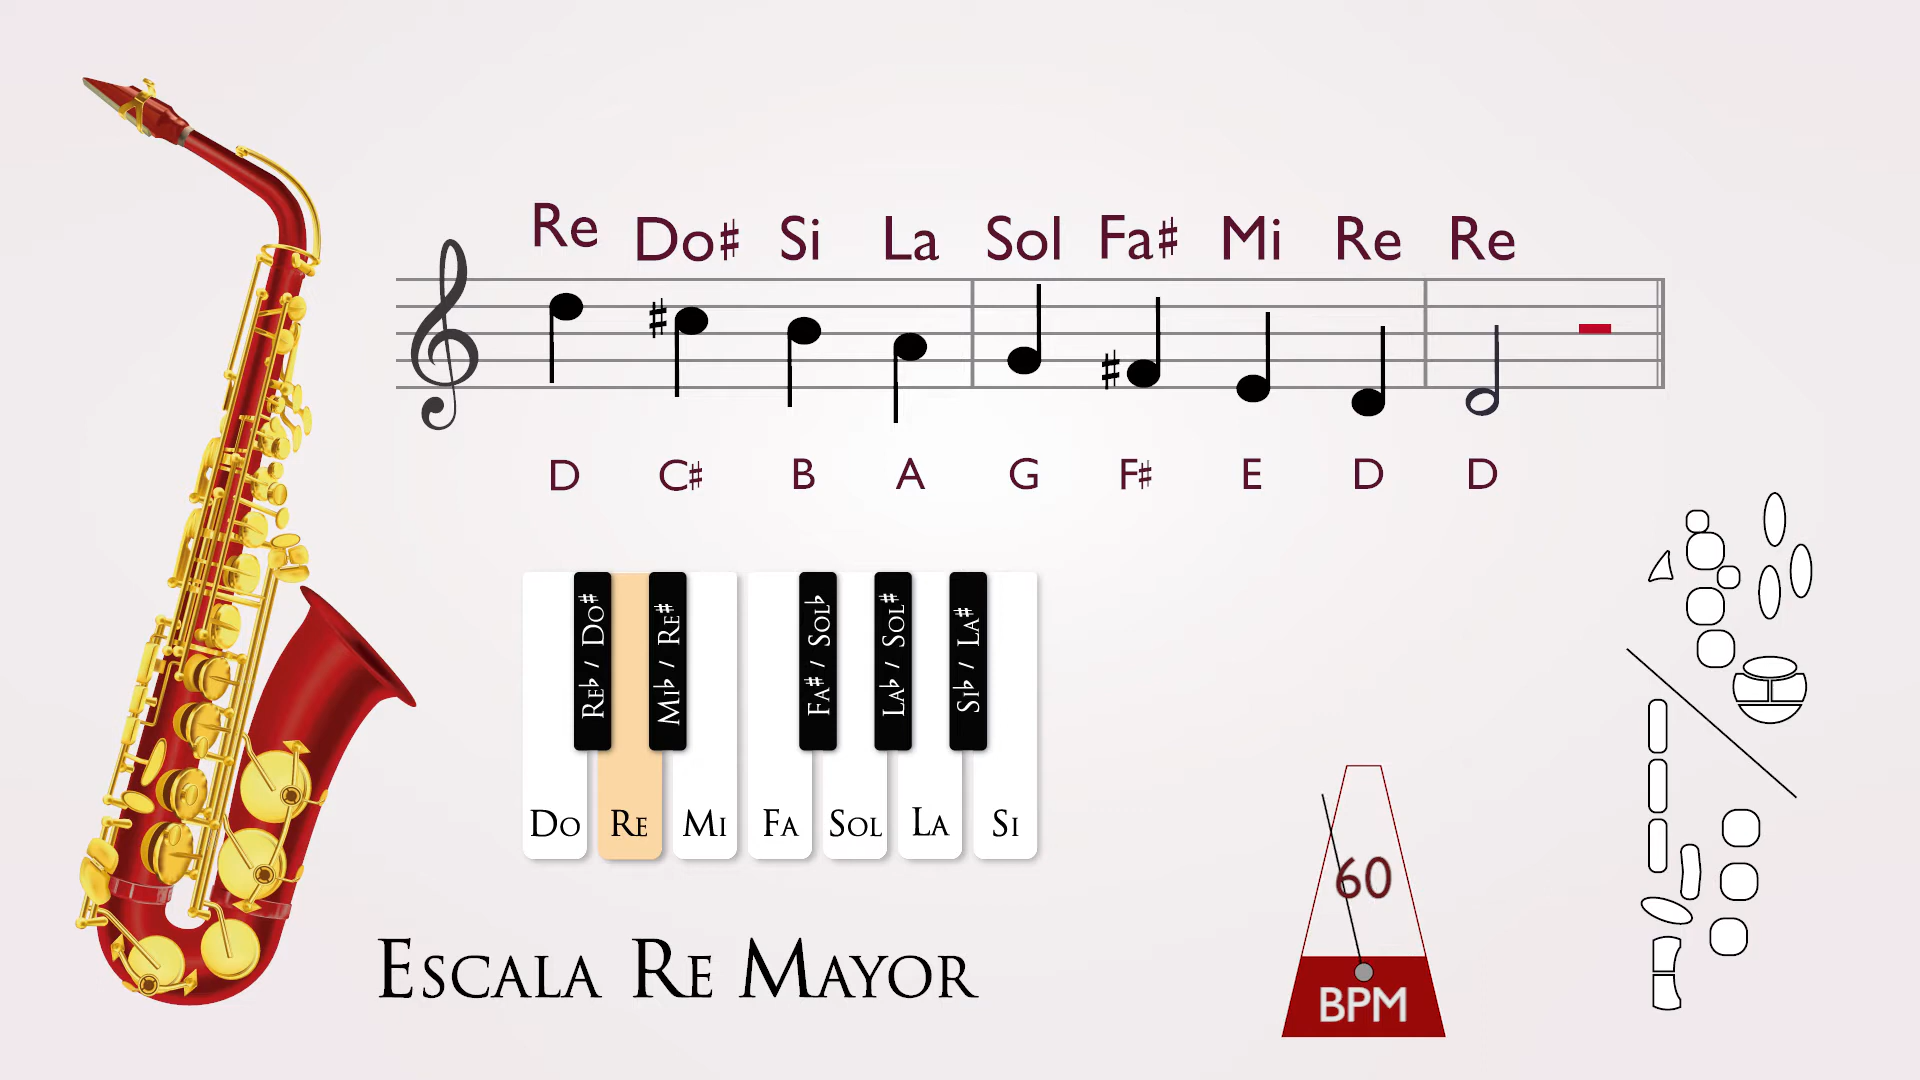 Re Do♯ Si La Sol Fa♯ Mi Re Re
♯ ♯
D C♯ B A G F♯ E D D
Re♭ / Do♯ Mi♭ / Re♯ Fa♯ / Sol♭ La♭ / Sol♯ Si♭ / La♯
Do Re Mi Fa Sol La Si
60
BPM
Escala Re Mayor